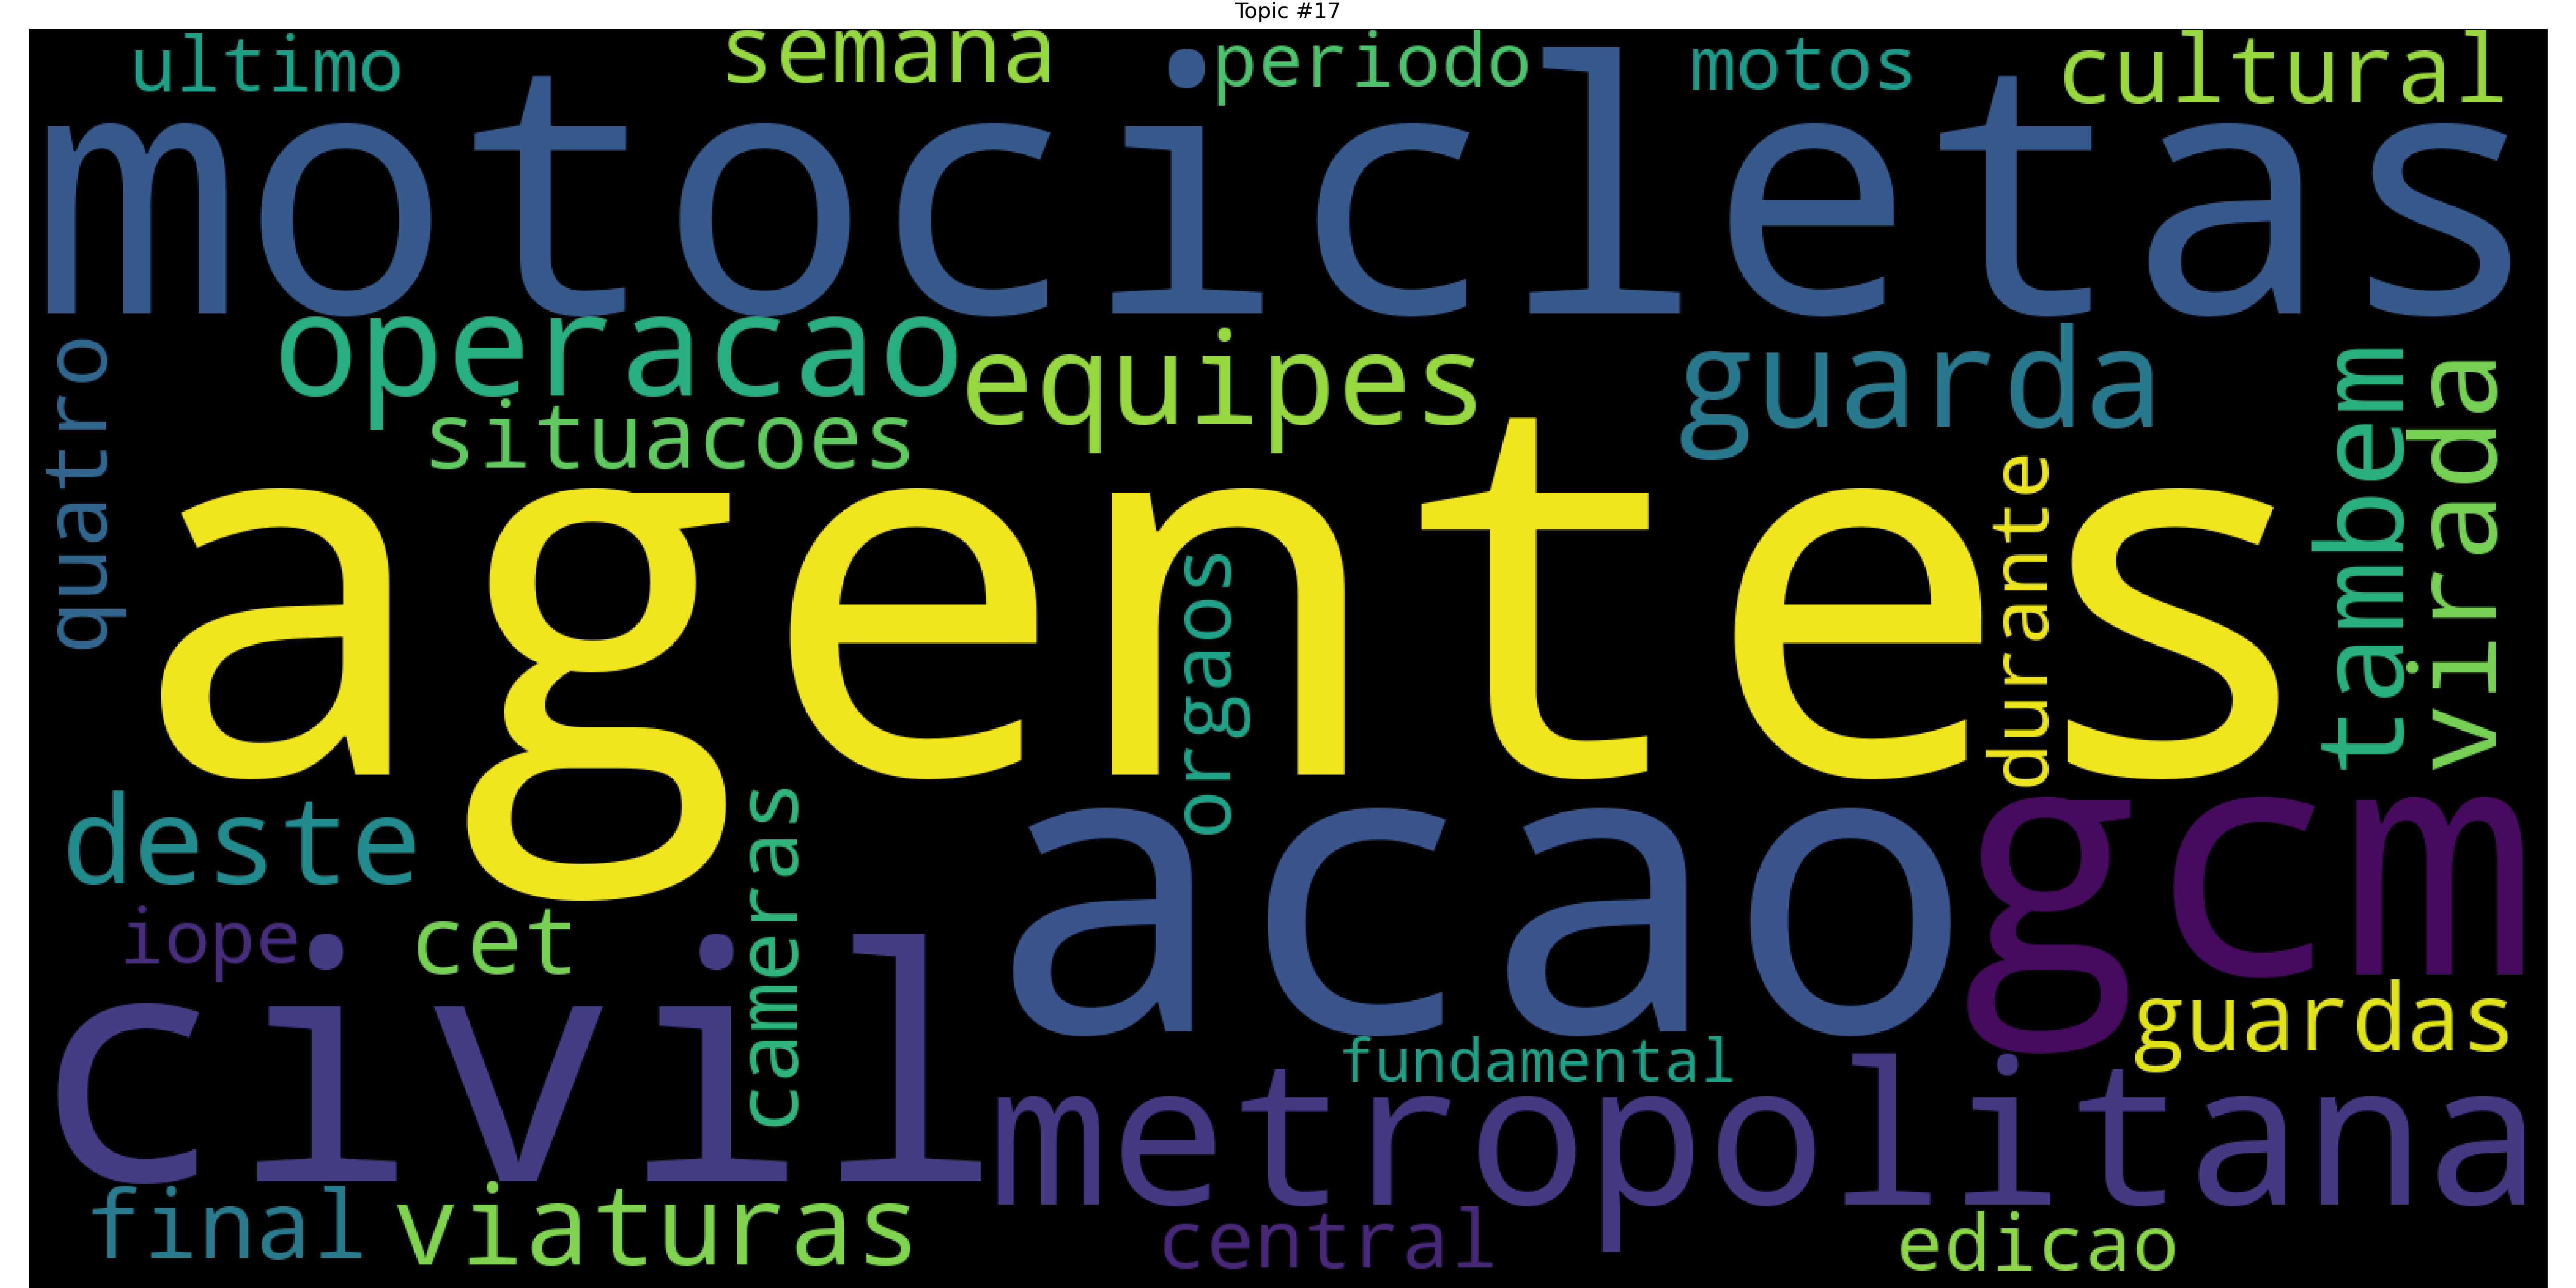 Topic #17
ultimo
semana
periodo
motos
cultural
motocicletas
operacao
equipes
guarda
situacoes
quatro
agentes
orgaos
durante
tambem
virada
deste
cameras
acao
gcm
iope
cet
civil
guardas
fundamental
metropolitana
final
viaturas
central
edicao